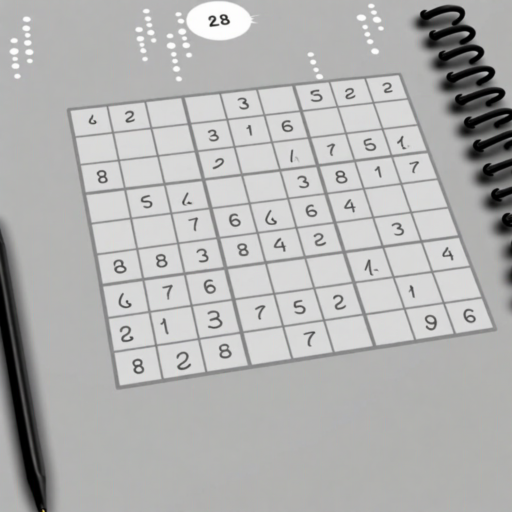 28
6 2 3 5 2 2
3 1 6
8 2 1 7 5 1
5 6 3 8 1 7
7 6 6 6 4
8 8 3 8 4 2 3
6 7 6 1 4
2 1 3 7 5 2 1
8 2 8 7 9 6